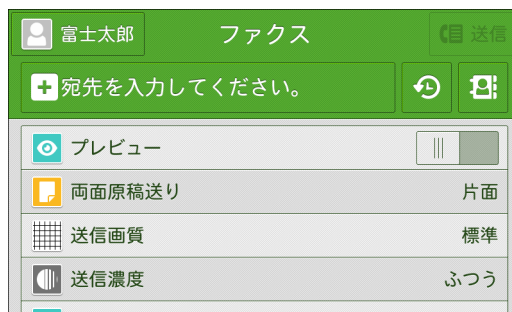 富士太郎 ファクス 送信
宛先を入力してください。
プレビュー
両面原稿送り 片面
送信画質 標準
送信濃度 ふつう